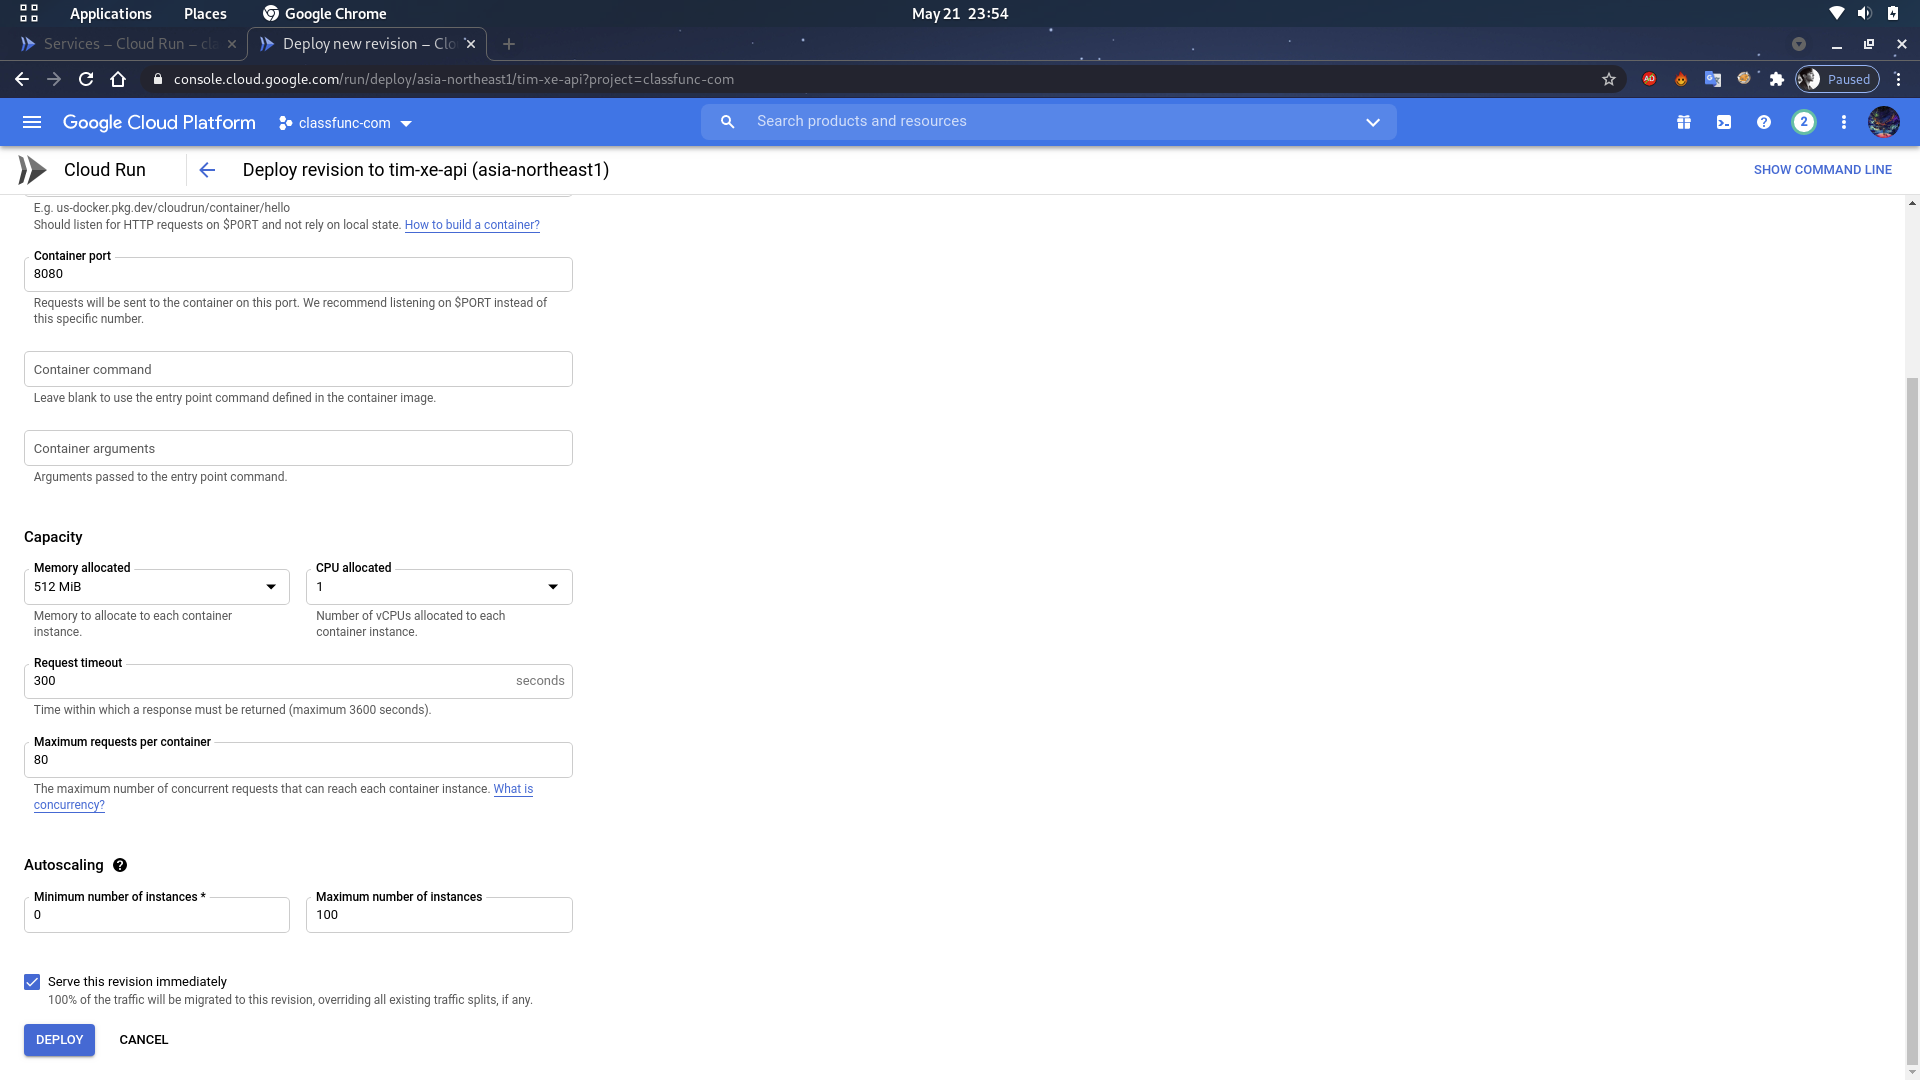 Applications Places Google Chrome May 21 23:54
Services – Cloud Run – cla Deploy new revision – Clo
console.cloud.google.com/run/deploy/asia-northeast1/tim-xe-api?project=classfunc-com Paused
Google Cloud Platform classfunc-com Search products and resources 2
Cloud Run Deploy revision to tim-xe-api (asia-northeast1) SHOW COMMAND LINE
E.g. us-docker.pkg.dev/cloudrun/container/hello
Should listen for HTTP requests on $PORT and not rely on local state. How to build a container?
Container port
8080
Requests will be sent to the container on this port. We recommend listening on $PORT instead of
this specific number.
Container command
Leave blank to use the entry point command defined in the container image.
Container arguments
Arguments passed to the entry point command.
Capacity
Memory allocated CPU allocated
512 MiB 1
Memory to allocate to each container Number of vCPUs allocated to each
instance. container instance.
Request timeout
300 seconds
Time within which a response must be returned (maximum 3600 seconds).
Maximum requests per container
80
The maximum number of concurrent requests that can reach each container instance. What is
concurrency?
Autoscaling
Minimum number of instances * Maximum number of instances
0 100
Serve this revision immediately
100% of the traffic will be migrated to this revision, overriding all existing traffic splits, if any.
DEPLOY CANCEL